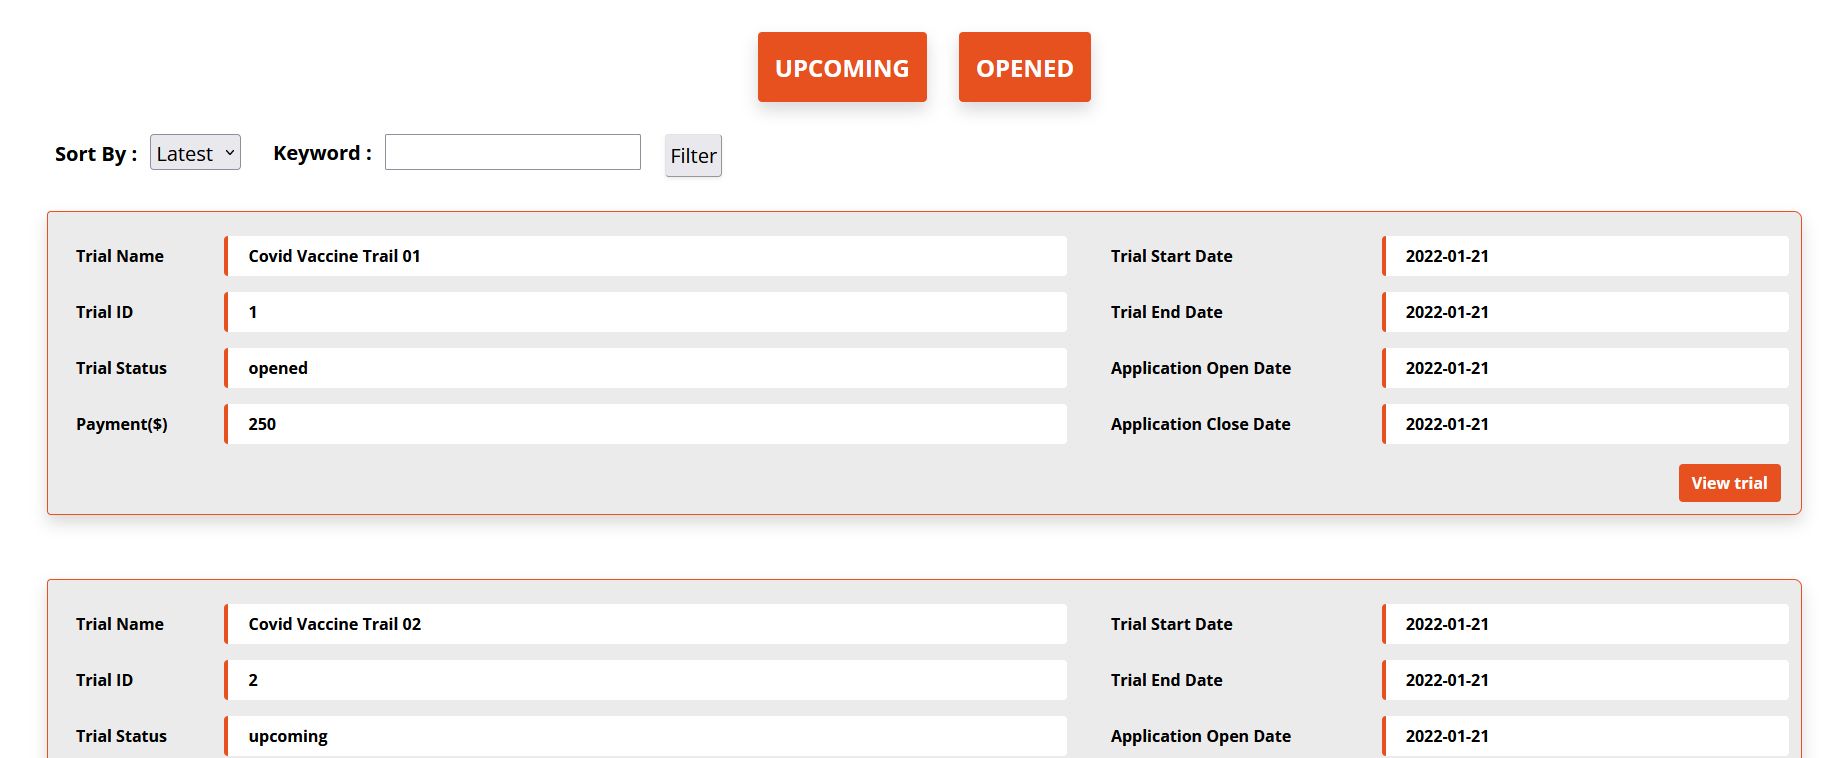 UPCOMING OPENED
Sort By : Latest Keyword : Filter
Trial Name Covid Vaccine Trail 01 Trial Start Date 2022-01-21
Trial ID 1 Trial End Date 2022-01-21
Trial Status opened Application Open Date 2022-01-21
Payment($) 250 Application Close Date 2022-01-21
View trial
Trial Name Covid Vaccine Trail 02 Trial Start Date 2022-01-21
Trial ID 2 Trial End Date 2022-01-21
Trial Status upcoming Application Open Date 2022-01-21